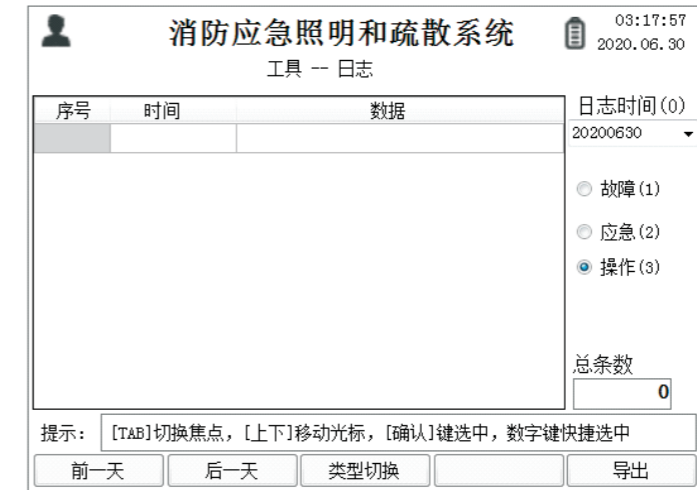 消防应急照明和疏散系统
03:17:57
2020.06.30
工具 -- 日志
序号 时间 数据
日志时间(0)
20200630
故障(1)
应急(2)
操作(3)
总条数
0
提示: [TAB]切换焦点，[上下]移动光标，[确认]键选中，数字键快捷选中
前一天 后一天 类型切换 导出